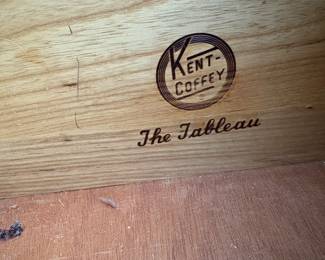 KENT-
COFFEY
The Tableau